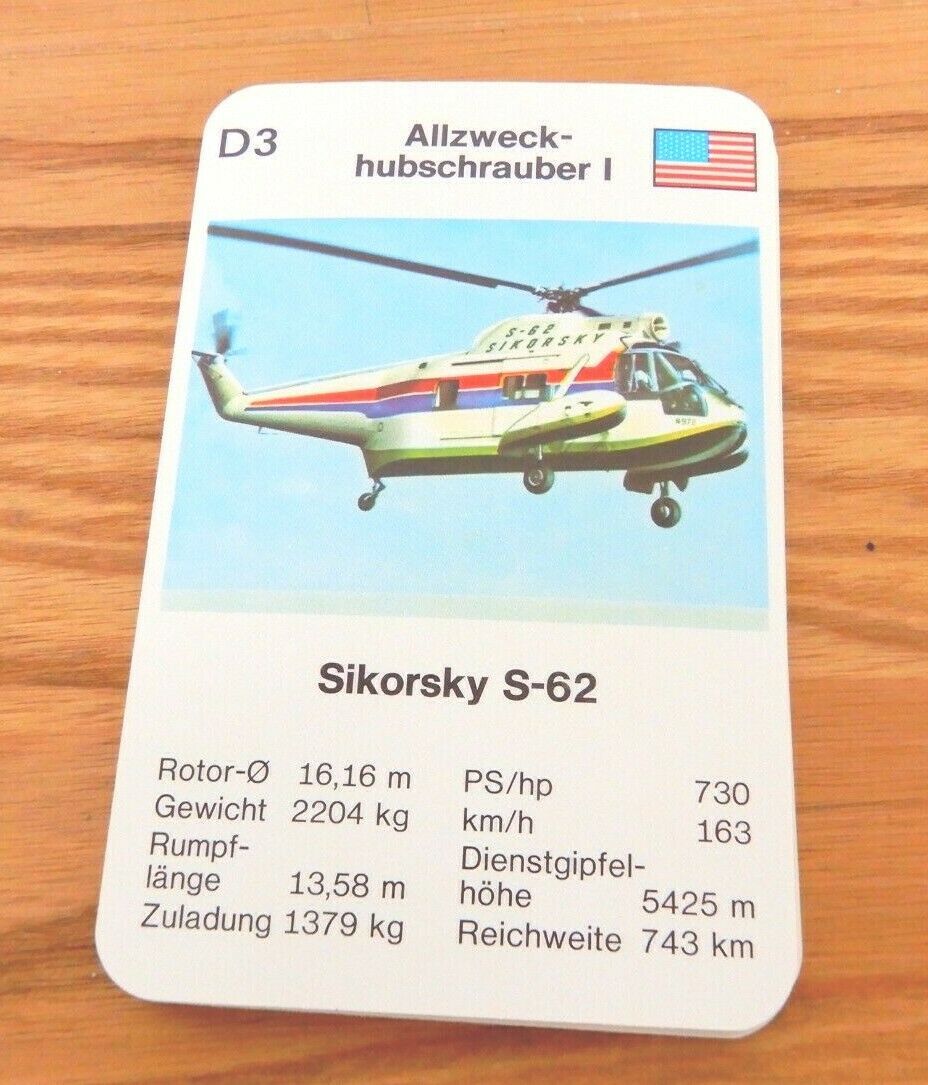 D3
Allzweck-
hubschrauber I
S-62
SIKORSKY
Sikorsky S-62
Rotor-Ø 16,16 m
Gewicht 2204 kg
Rumpf-
länge 13,58 m
Zuladung 1379 kg
PS/hp 730
km/h 163
Dienstgipfel-
höhe 5425 m
Reichweite 743 km